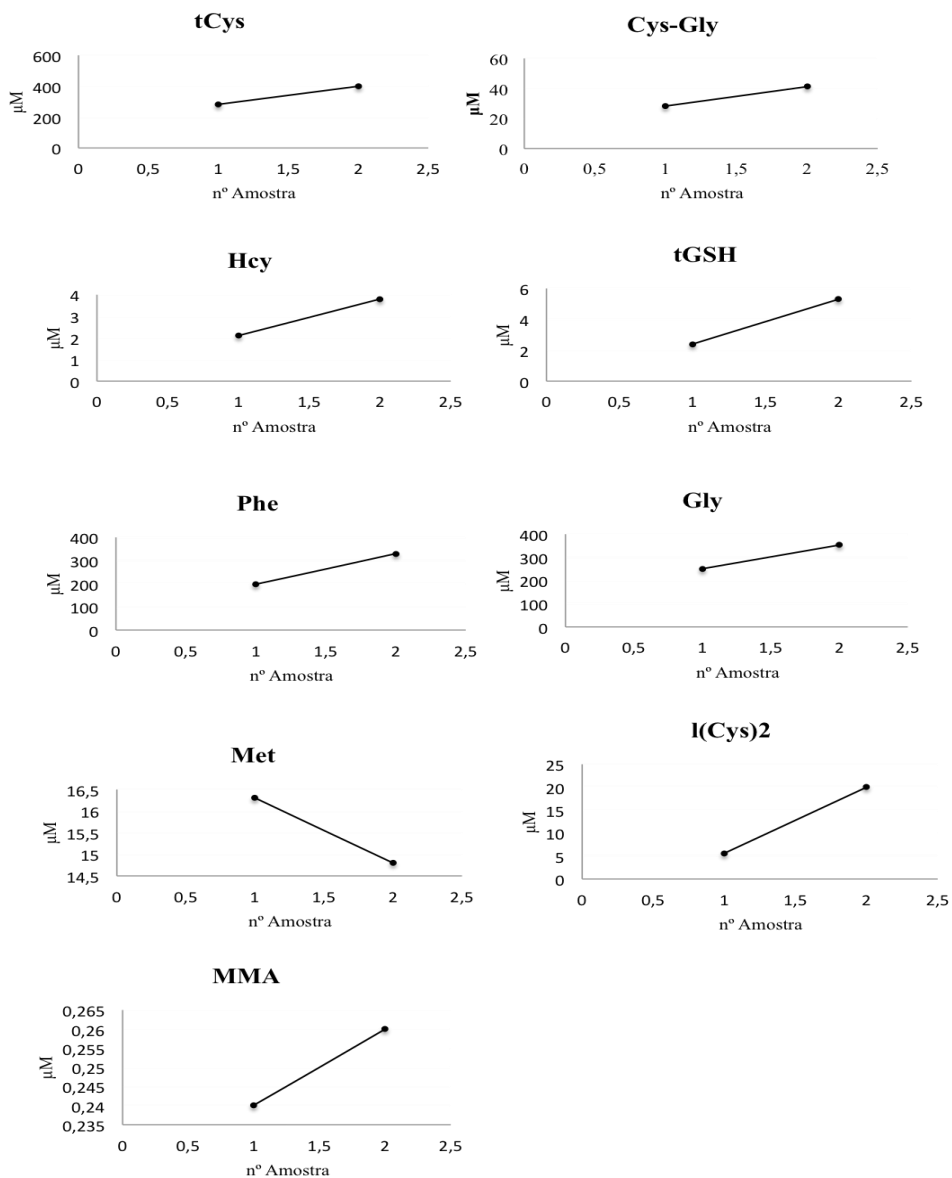 tCys
600
400
200
0
µM
0 0,5 1 1,5 2 2,5
nº Amostra
Cys-Gly
60
40
20
0
µM
0 0,5 1 1,5 2 2,5
nº Amostra
Hcy
4
3
2
1
0
µM
0 0,5 1 1,5 2 2,5
nº Amostra
tGSH
6
4
2
0
µM
0 0,5 1 1,5 2 2,5
nº Amostra
Phe
400
300
200
100
0
µM
0 0,5 1 1,5 2 2,5
nº Amostra
Gly
400
300
200
100
0
µM
0 0,5 1 1,5 2 2,5
nº Amostra
Met
16,5
16
15,5
15
14,5
µM
0 0,5 1 1,5 2 2,5
nº Amostra
l(Cys)2
25
20
15
10
5
0
µM
0 0,5 1 1,5 2 2,5
nº Amostra
MMA
0,265
0,26
0,255
0,25
0,245
0,24
0,235
µM
0 0,5 1 1,5 2 2,5
nº Amostra